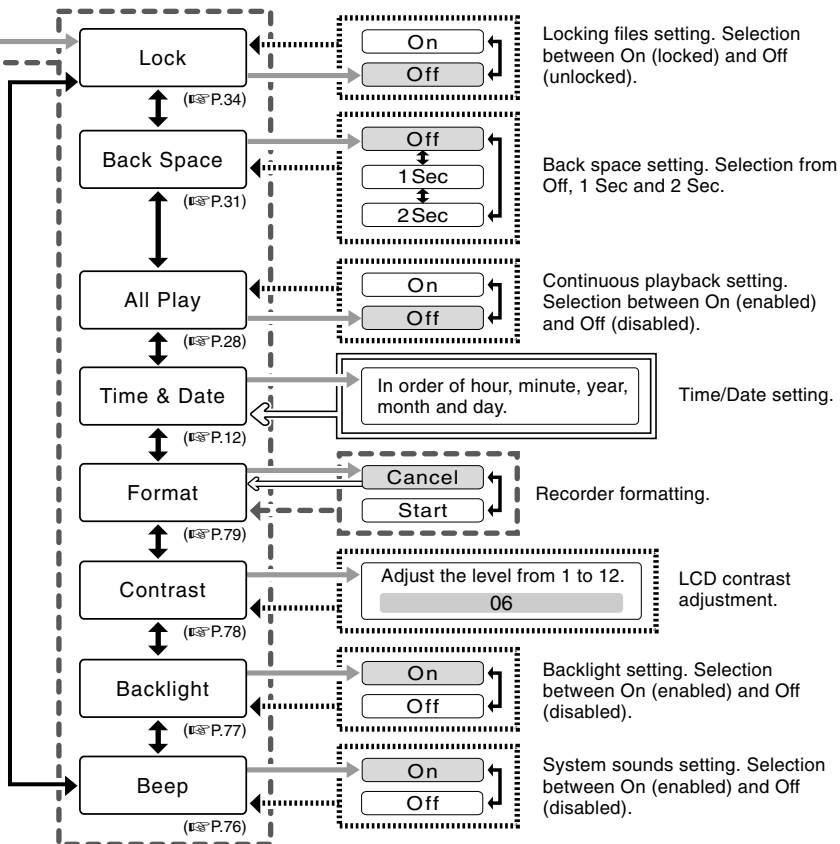 Lock
(☞P.34)
On
Off
Locking files setting. Selection
between On (locked) and Off
(unlocked).
Back Space
(☞P.31)
Off
1 Sec
2 Sec
Back space setting. Selection from
Off, 1 Sec and 2 Sec.
All Play
(☞P.28)
On
Off
Continuous playback setting.
Selection between On (enabled)
and Off (disabled).
Time & Date
(☞P.12)
In order of hour, minute, year,
month and day.
Time/Date setting.
Format
(☞P.79)
Cancel
Start
Recorder formatting.
Contrast
(☞P.78)
Adjust the level from 1 to 12.
06
LCD contrast
adjustment.
Backlight
(☞P.77)
On
Off
Backlight setting. Selection
between On (enabled) and Off
(disabled).
Beep
(☞P.76)
On
Off
System sounds setting. Selection
between On (enabled) and Off
(disabled).